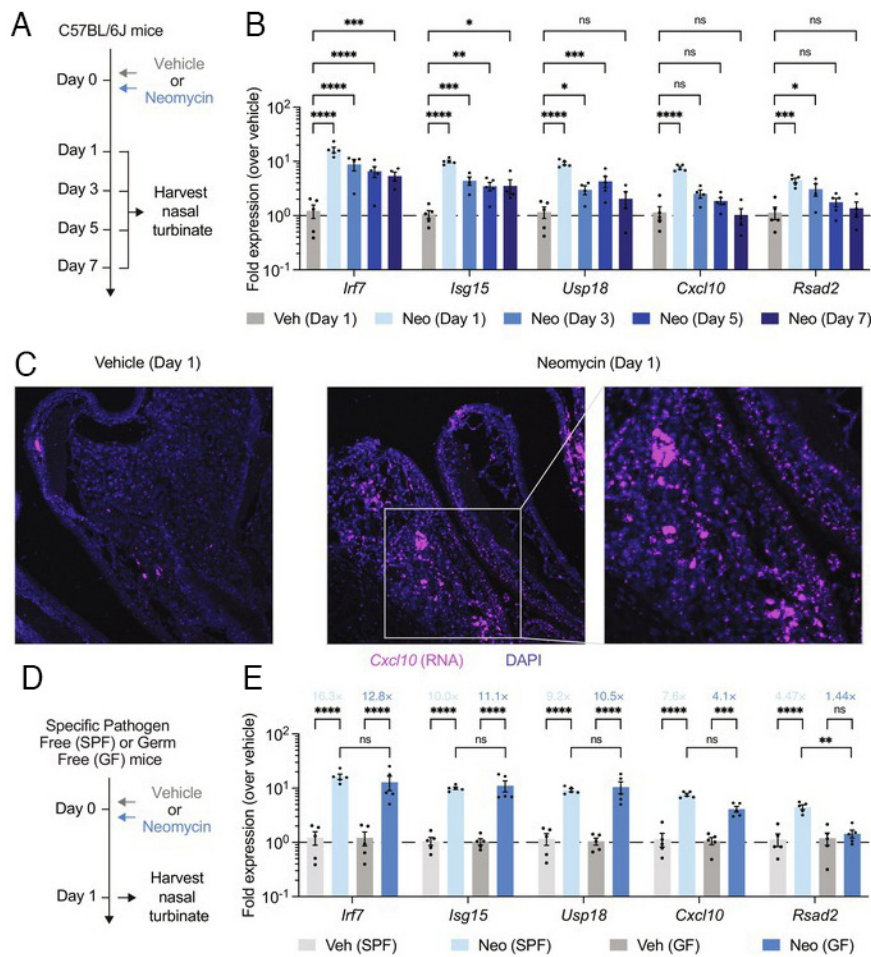 A
C57BL/6J mice
Day 0
Vehicle
or
Neomycin
Day 1
Day 3
Day 5
Day 7
Harvest
nasal
turbinate
B
Fold expression (over vehicle)
10²
10¹
10⁰
10⁻¹
*** * ns ns ns
**** ** *** ns ns
**** *** * ns *
**** **** **** **** ***
Irf7 Isg15 Usp18 Cxcl10 Rsad2
Veh (Day 1) Neo (Day 1) Neo (Day 3) Neo (Day 5) Neo (Day 7)
C
Vehicle (Day 1) Neomycin (Day 1)
Cxcl10 (RNA) DAPI
D
Specific Pathogen
Free (SPF) or Germ
Free (GF) mice
Day 0
Vehicle
or
Neomycin
Day 1
Harvest
nasal
turbinate
E
Fold expression (over vehicle)
10²
10¹
10⁰
10⁻¹
16.3× 12.8× 10.0× 11.1× 9.2× 10.5× 7.6× 4.1× 4.47× 1.44×
**** **** **** **** **** **** **** *** **** ns
ns ns ns ns **
Irf7 Isg15 Usp18 Cxcl10 Rsad2
Veh (SPF) Neo (SPF) Veh (GF) Neo (GF)